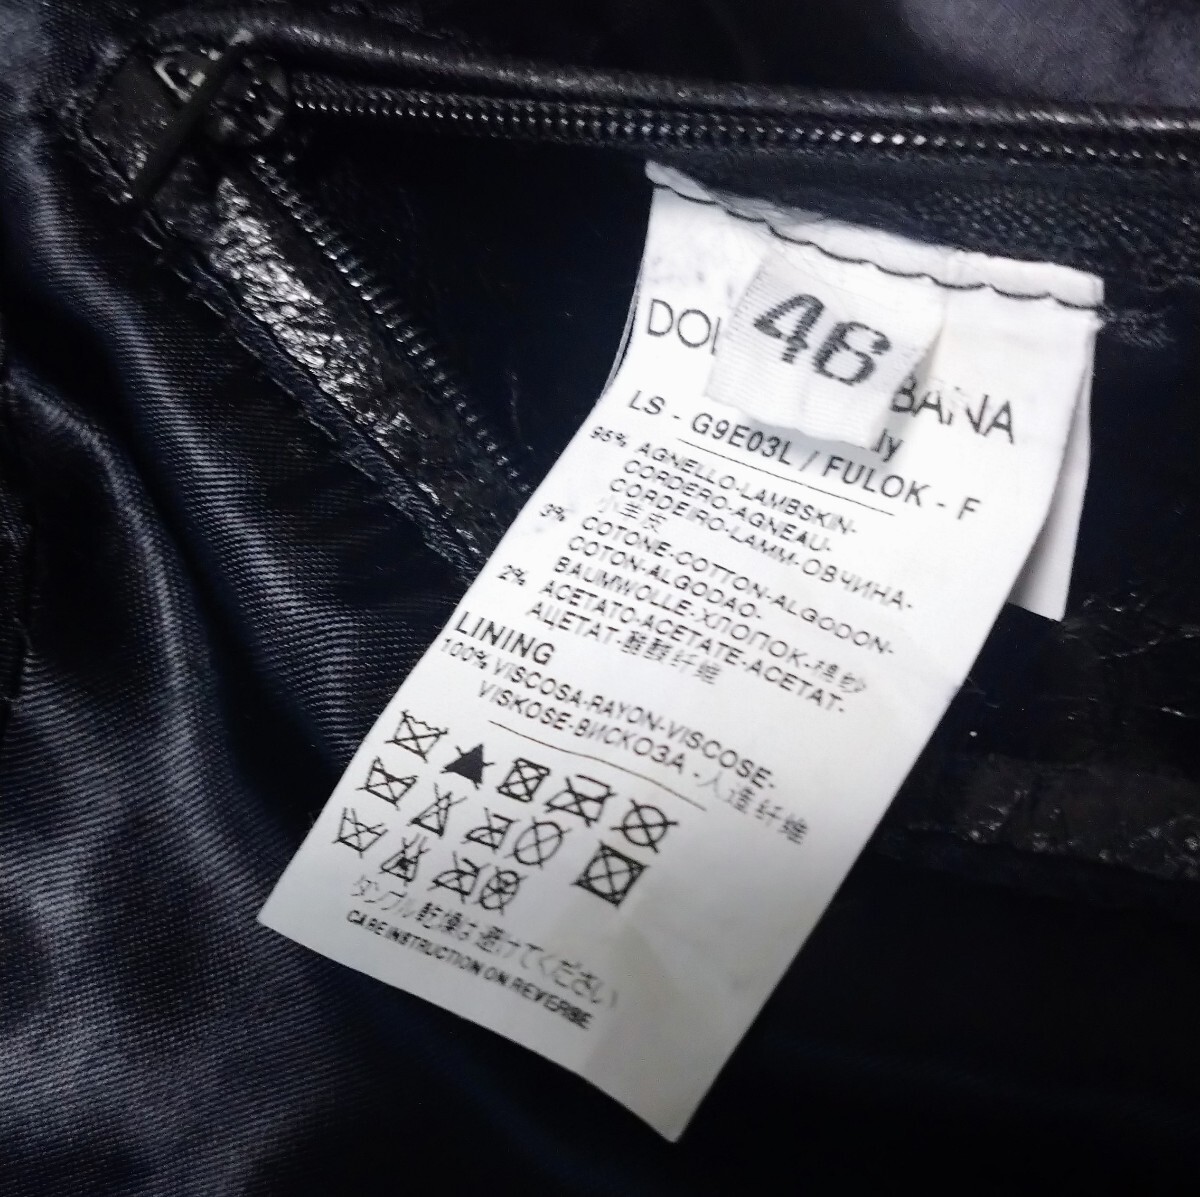 46
DOL BANA
ly
LS - G9E03L / FULOK - F
95% AGNELLO-LAMBSKIN-
CORDERO-AGNEAU-
CORDEIRO-LAMM-ОВЧИНА-
小羊皮
3% COTONE-COTTON-ALGODON-
COTON-ALGODAO-
BAUMWOLLE-ХЛОПОК-棉纱
2% ACETATO-ACETATE-ACETAT-
АЦЕТАТ-醋酸纤维
LINING
100% VISCOSA-RAYON-VISCOSE-
VISKOSE-ВИСКОЗА-人造纤维
タンブル乾燥は避けてください
CARE INSTRUCTION ON REVERSE